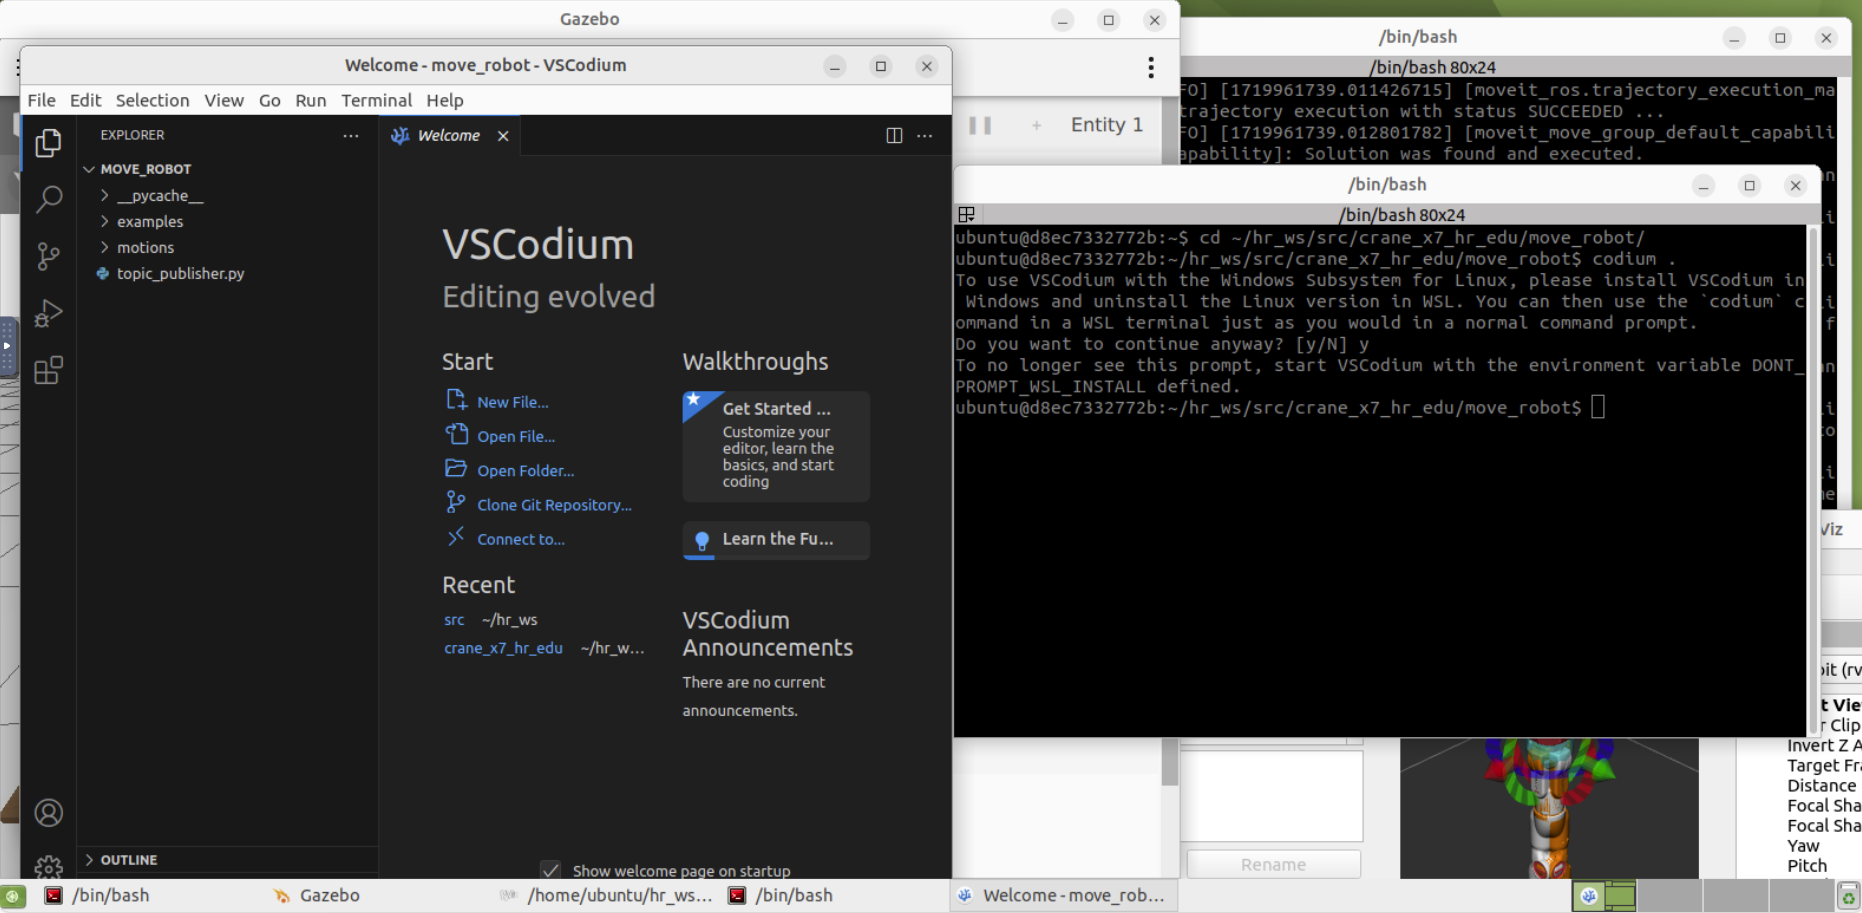 Gazebo
Entity 1
Welcome - move_robot - VSCodium
File Edit Selection View Go Run Terminal Help
EXPLORER
MOVE_ROBOT
__pycache__
examples
motions
topic_publisher.py
OUTLINE
Welcome
VSCodium
Editing evolved
Start
New File...
Open File...
Open Folder...
Clone Git Repository...
Connect to...
Recent
src ~/hr_ws
crane_x7_hr_edu ~/hr_w...
Walkthroughs
Get Started ...
Customize your
editor, learn the
basics, and start
coding
Learn the Fu...
VSCodium
Announcements
There are no current
announcements.
Show welcome page on startup
/bin/bash
/bin/bash 80x24
FO] [1719961739.011426715] [moveit_ros.trajectory_execution_ma
trajectory execution with status SUCCEEDED ...
FO] [1719961739.012801782] [moveit_move_group_default_capabili
apability]: Solution was found and executed.
/bin/bash
/bin/bash 80x24
ubuntu@d8ec7332772b:~$ cd ~/hr_ws/src/crane_x7_hr_edu/move_robot/
ubuntu@d8ec7332772b:~/hr_ws/src/crane_x7_hr_edu/move_robot$ codium .
To use VSCodium with the Windows Subsystem for Linux, please install VSCodium in
Windows and uninstall the Linux version in WSL. You can then use the `codium` c
ommand in a WSL terminal just as you would in a normal command prompt.
Do you want to continue anyway? [y/N] y
To no longer see this prompt, start VSCodium with the environment variable DONT_
PROMPT_WSL_INSTALL defined.
ubuntu@d8ec7332772b:~/hr_ws/src/crane_x7_hr_edu/move_robot$
Viz
bit (rv
t Vie
r Clip
Invert Z A
Target Fra
Distance
Focal Sha
Focal Sha
Yaw
Pitch
Rename
/bin/bash
Gazebo
/home/ubuntu/hr_ws...
/bin/bash
Welcome - move_rob...